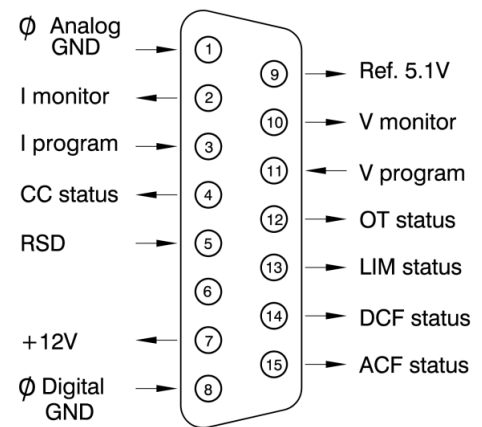 ϕ Analog
GND
1
9
Ref. 5.1V
I monitor
2
10
V monitor
I program
3
11
V program
CC status
4
12
OT status
RSD
5
13
LIM status
6
14
DCF status
+12V
7
15
ACF status
ϕ Digital
GND
8